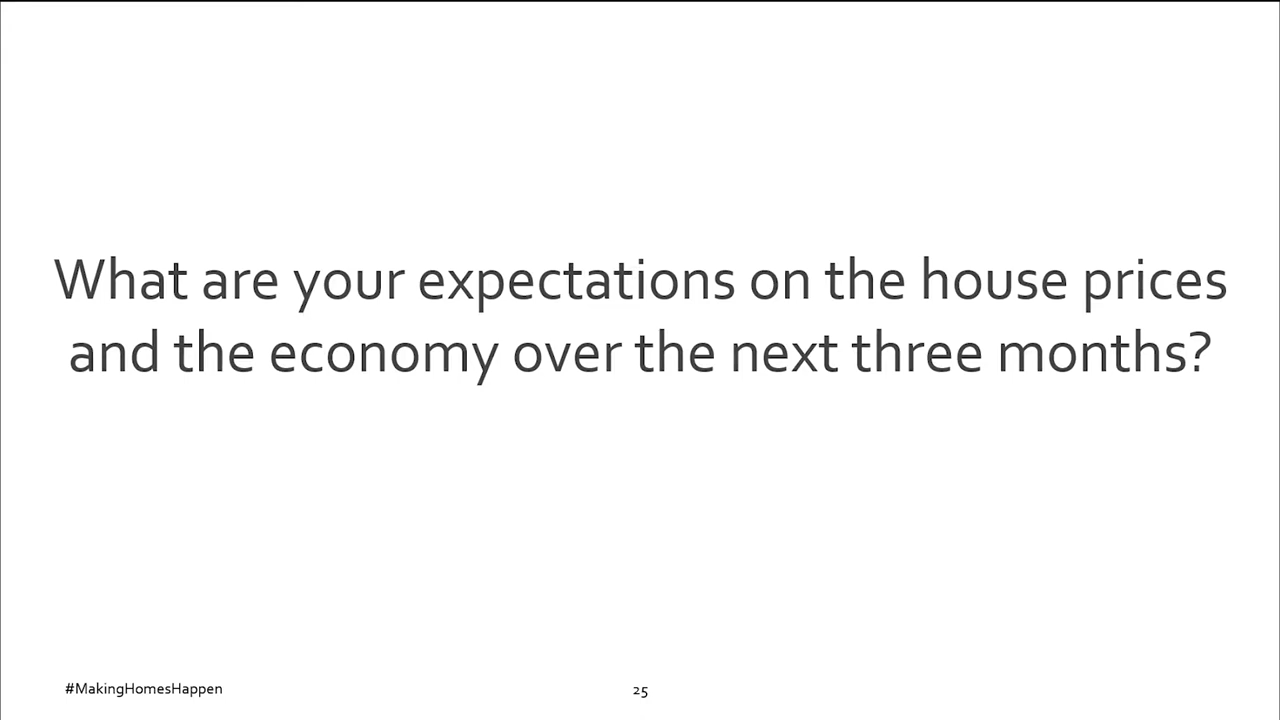 What are your expectations on the house prices
and the economy over the next three months?
#MakingHomesHappen
25